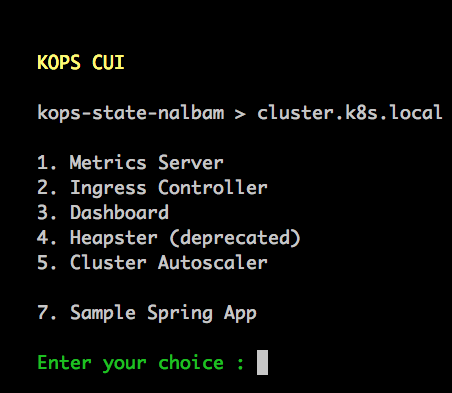 KOPS CUI
kops-state-nalbam > cluster.k8s.local
1. Metrics Server
2. Ingress Controller
3. Dashboard
4. Heapster (deprecated)
5. Cluster Autoscaler
7. Sample Spring App
Enter your choice :